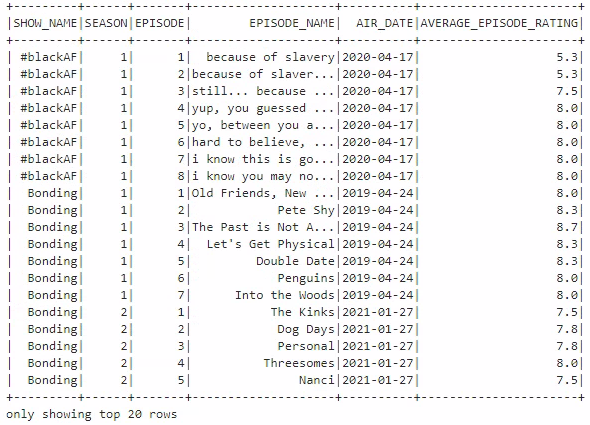 +---------+------+-------+--------------------+----------+----------------------+
|SHOW_NAME|SEASON|EPISODE|        EPISODE_NAME|  AIR_DATE|AVERAGE_EPISODE_RATING|
+---------+------+-------+--------------------+----------+----------------------+
| #blackAF|     1|      1|  because of slavery|2020-04-17|                   5.3|
| #blackAF|     1|      2|because of slaver...|2020-04-17|                   5.3|
| #blackAF|     1|      3|still... because ...|2020-04-17|                   7.5|
| #blackAF|     1|      4|yup, you guessed ...|2020-04-17|                   8.0|
| #blackAF|     1|      5|yo, between you a...|2020-04-17|                   8.0|
| #blackAF|     1|      6|hard to believe, ...|2020-04-17|                   8.0|
| #blackAF|     1|      7|i know this is go...|2020-04-17|                   8.0|
| #blackAF|     1|      8|i know you may no...|2020-04-17|                   8.0|
|  Bonding|     1|      1|Old Friends, New ...|2019-04-24|                   8.0|
|  Bonding|     1|      2|            Pete Shy|2019-04-24|                   8.3|
|  Bonding|     1|      3|The Past is Not A...|2019-04-24|                   8.7|
|  Bonding|     1|      4|  Let's Get Physical|2019-04-24|                   8.3|
|  Bonding|     1|      5|         Double Date|2019-04-24|                   8.3|
|  Bonding|     1|      6|            Penguins|2019-04-24|                   8.0|
|  Bonding|     1|      7|      Into the Woods|2019-04-24|                   8.0|
|  Bonding|     2|      1|           The Kinks|2021-01-27|                   7.5|
|  Bonding|     2|      2|            Dog Days|2021-01-27|                   7.8|
|  Bonding|     2|      3|            Personal|2021-01-27|                   7.8|
|  Bonding|     2|      4|          Threesomes|2021-01-27|                   8.0|
|  Bonding|     2|      5|               Nanci|2021-01-27|                   7.5|
+---------+------+-------+--------------------+----------+----------------------+
only showing top 20 rows